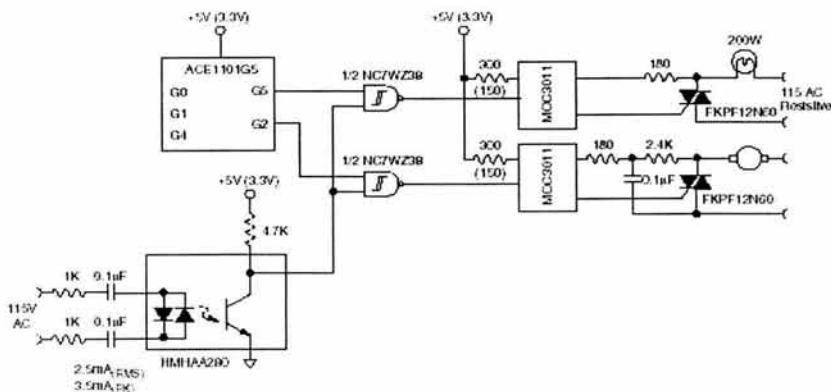 +5V (3.3V)
ACE1101G5
G0
G5
G1
G4
G2
1/2 NC7WZ38
1/2 NC7WZ38
+5V (3.3V)
300
(150)
MOC3011
180
200W
115 AC
Resistive
FKPF12N60
300
(150)
MOC3011
180
2.4K
0.1μF
FKPF12N60
+5V (3.3V)
4.7K
1K
0.1uF
115V
AC
1K
0.1uF
HMHAA280
2.5mA(RMS)
3.5mA(PK)